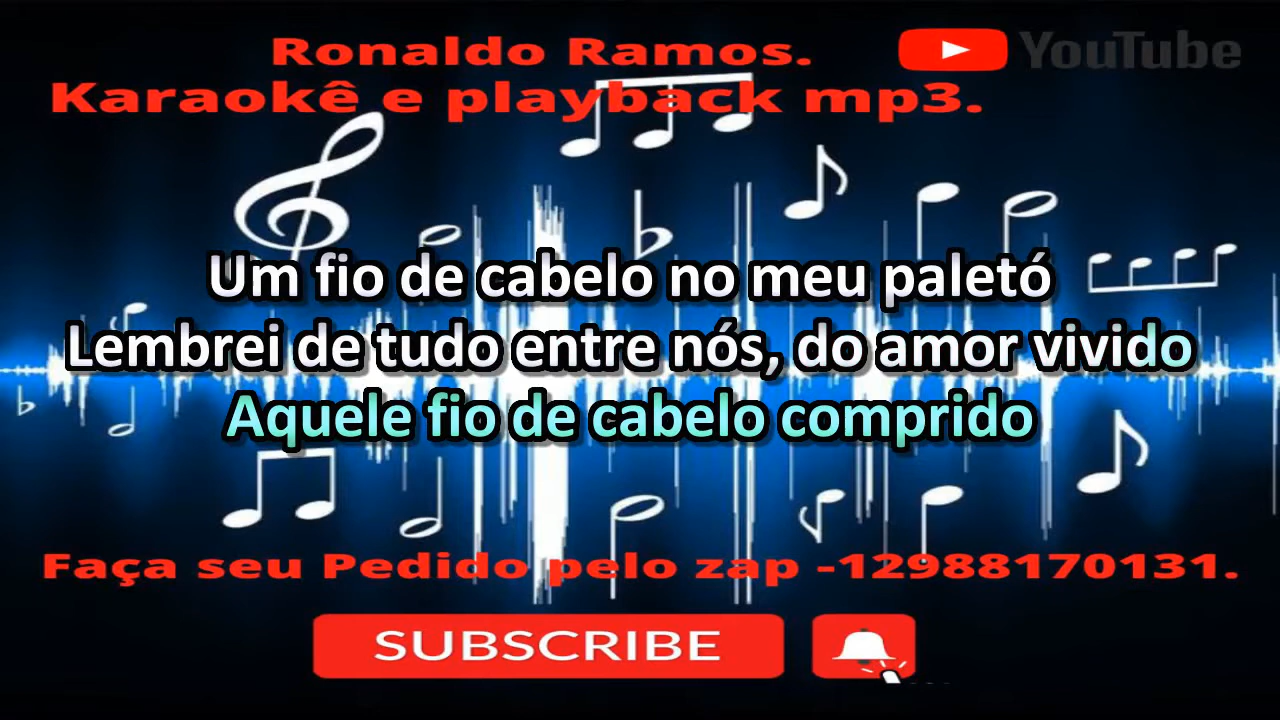 Ronaldo Ramos.
YouTube
Karaokê e playback mp3.
Um fio de cabelo no meu paletó
Lembrei de tudo entre nós, do amor vivido
Aquele fio de cabelo comprido
Faça seu Pedido pelo zap -12988170131.
SUBSCRIBE